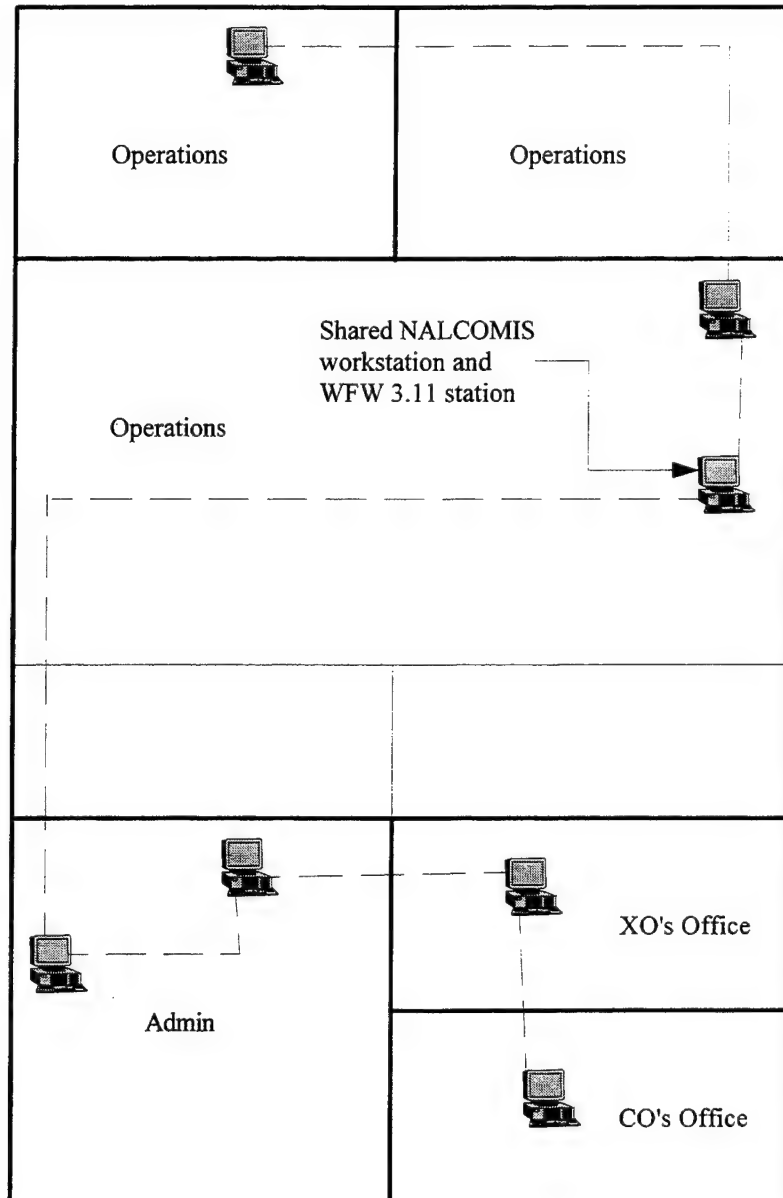 Operations
Operations
Shared NALCOMIS
workstation and
WFW 3.11 station
Operations
XO's Office
Admin
CO's Office